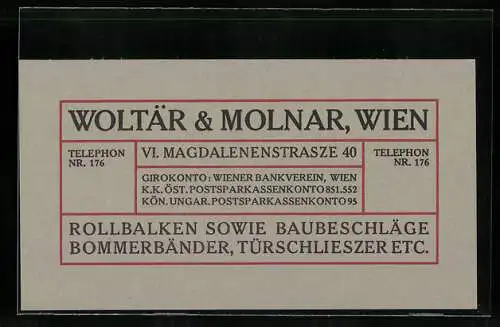 WOLTÄR & MOLNAR, WIEN
TELEPHON
NR. 176
VI. MAGDALENENSTRASZE 40
TELEPHON
NR. 176
GIROKONTO: WIENER BANKVEREIN, WIEN
K.K. ÖST. POSTSPARKASSENKONTO 851.552
KÖN. UNGAR. POSTSPARKASSENKONTO 95
ROLLBALKEN SOWIE BAUBESCHLÄGE
BOMMERBÄNDER, TÜRSCHLIESZER ETC.